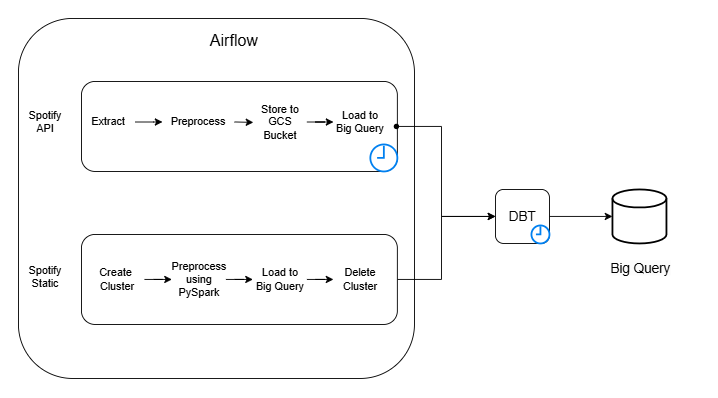 Airflow
Spotify
API
Extract
Preprocess
Store to
GCS
Bucket
Load to
Big Query
Spotify
Static
Create
Cluster
Preprocess
using
PySpark
Load to
Big Query
Delete
Cluster
DBT
Big Query